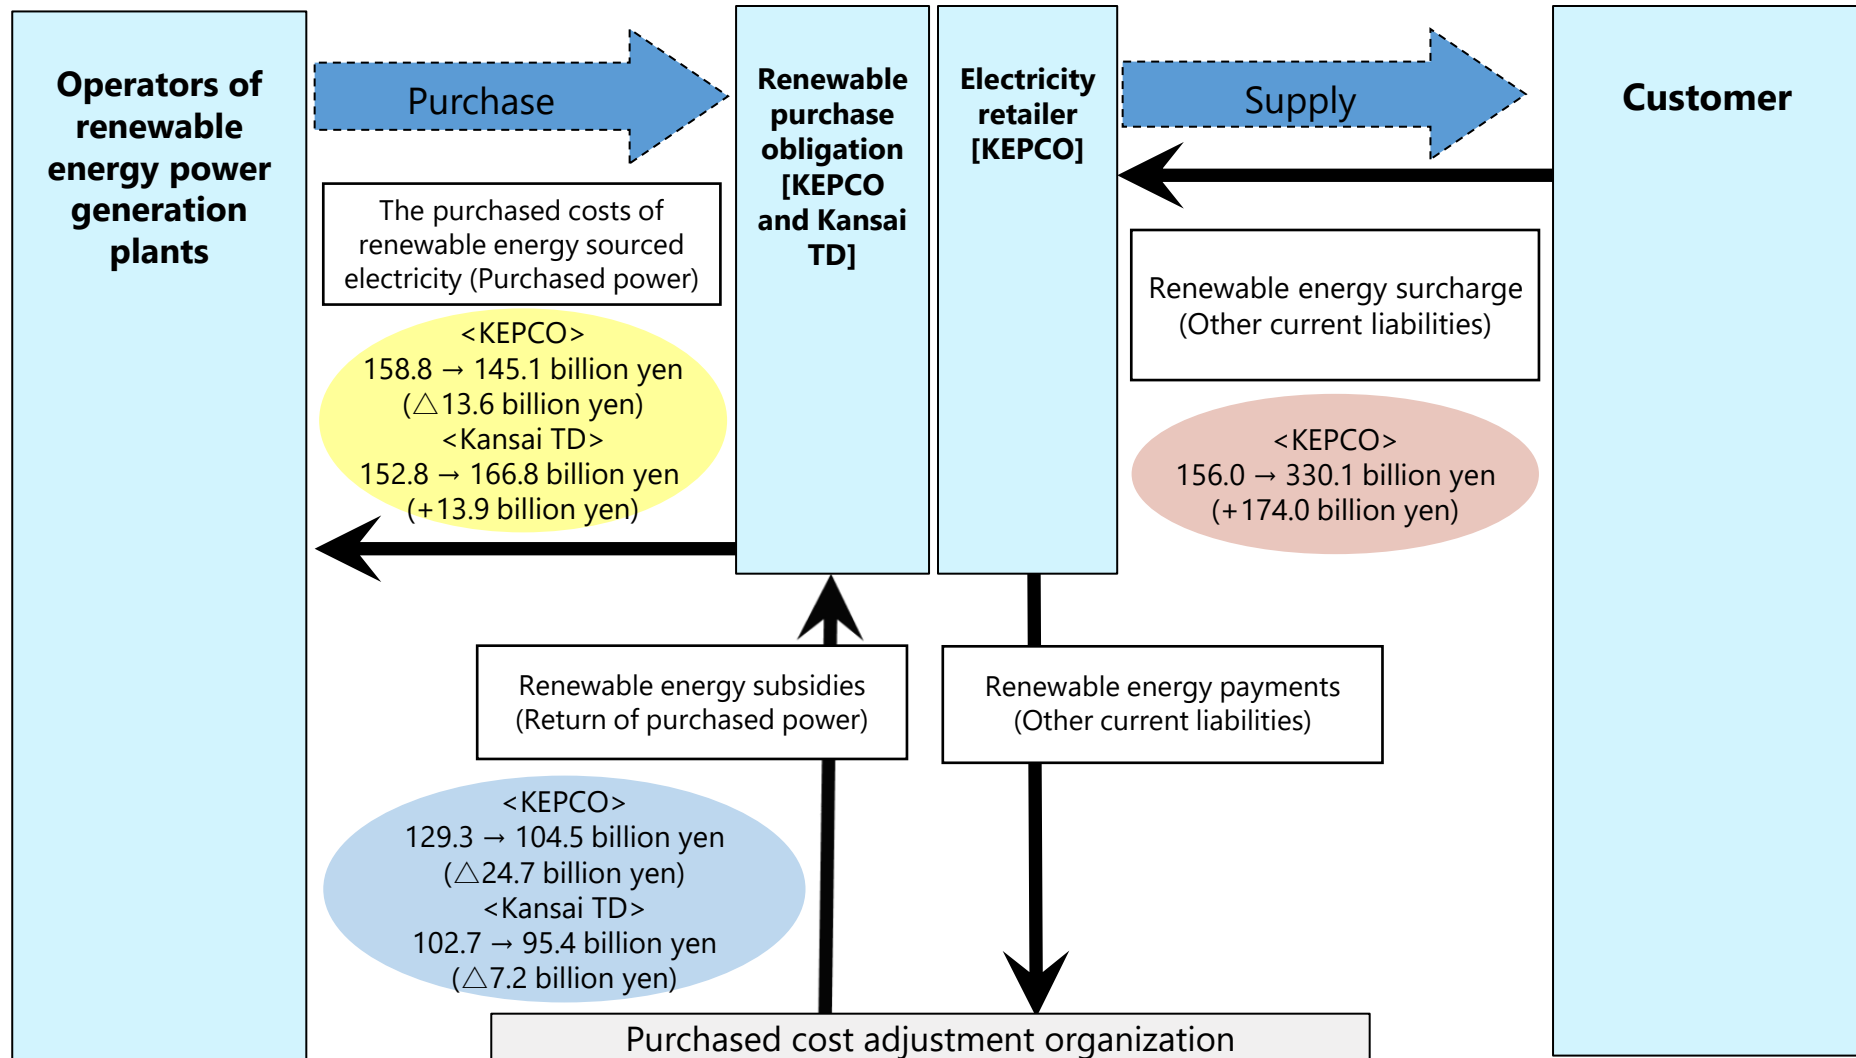 Operators of
renewable
energy power
generation
plants
Purchase
The purchased costs of
renewable energy sourced
electricity (Purchased power)
<KEPCO>
158.8 → 145.1 billion yen
(△13.6 billion yen)
<Kansai TD>
152.8 → 166.8 billion yen
(+13.9 billion yen)
Renewable
purchase
obligation
[KEPCO
and Kansai
TD]
Electricity
retailer
[KEPCO]
Supply
Renewable energy surcharge
(Other current liabilities)
<KEPCO>
156.0 → 330.1 billion yen
(+174.0 billion yen)
Customer
Renewable energy subsidies
(Return of purchased power)
<KEPCO>
129.3 → 104.5 billion yen
(△24.7 billion yen)
<Kansai TD>
102.7 → 95.4 billion yen
(△7.2 billion yen)
Renewable energy payments
(Other current liabilities)
Purchased cost adjustment organization